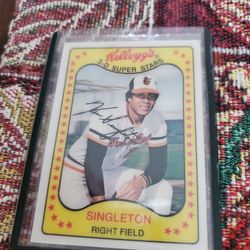 Kellogg's
3-D SUPER STARS
SINGLETON
RIGHT FIELD